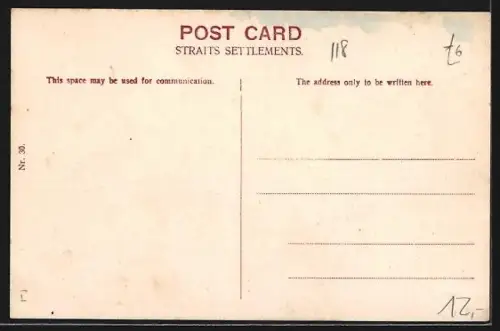 POST CARD
STRAITS SETTLEMENTS.
118
£6
This space may be used for communication.
The address only to be written here.
Nr. 30.
12,-